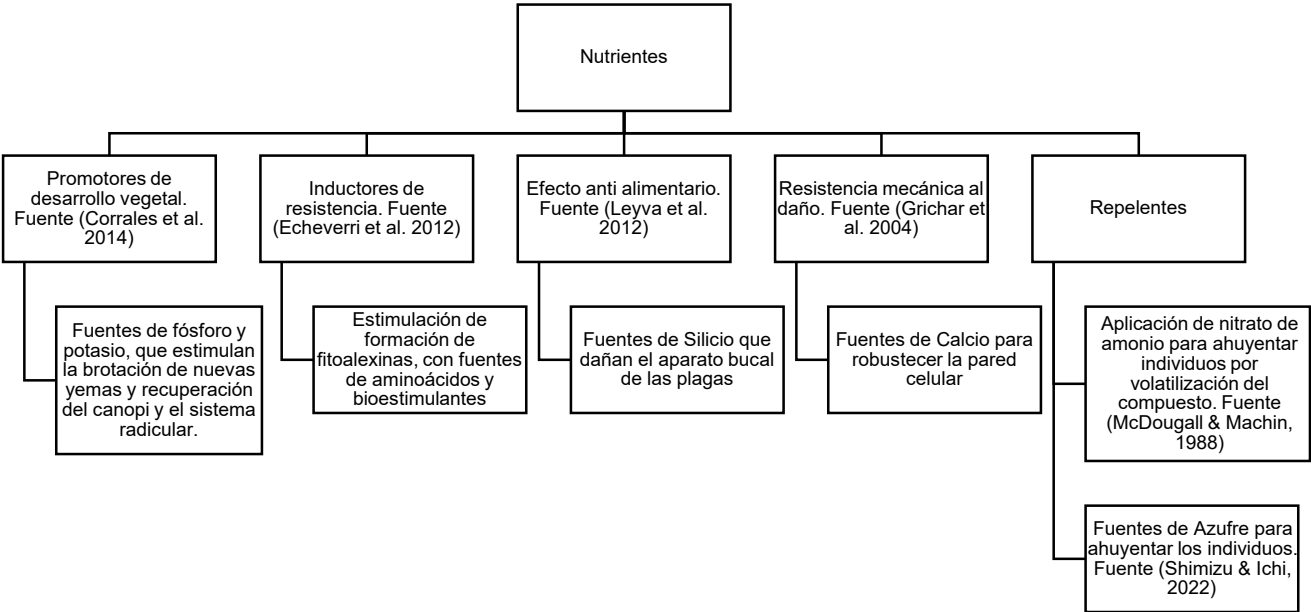 Nutrientes
Promotores de
desarrollo vegetal.
Fuente (Corrales et al.
2014)
Inductores de
resistencia. Fuente
(Echeverri et al. 2012)
Efecto anti alimentario.
Fuente (Leyva et al.
2012)
Resistencia mecánica al
daño. Fuente (Grichar et
al. 2004)
Repelentes
Fuentes de fósforo y
potasio, que estimulan
la brotación de nuevas
yemas y recuperación
del canopi y el sistema
radicular.
Estimulación de
formación de
fitoalexinas, con fuentes
de aminoácidos y
bioestimulantes
Fuentes de Silicio que
dañan el aparato bucal
de las plagas
Fuentes de Calcio para
robustecer la pared
celular
Aplicación de nitrato de
amonio para ahuyentar
individuos por
volatilización del
compuesto. Fuente
(McDougall & Machin,
1988)
Fuentes de Azufre para
ahuyentar los individuos.
Fuente (Shimizu & Ichi,
2022)